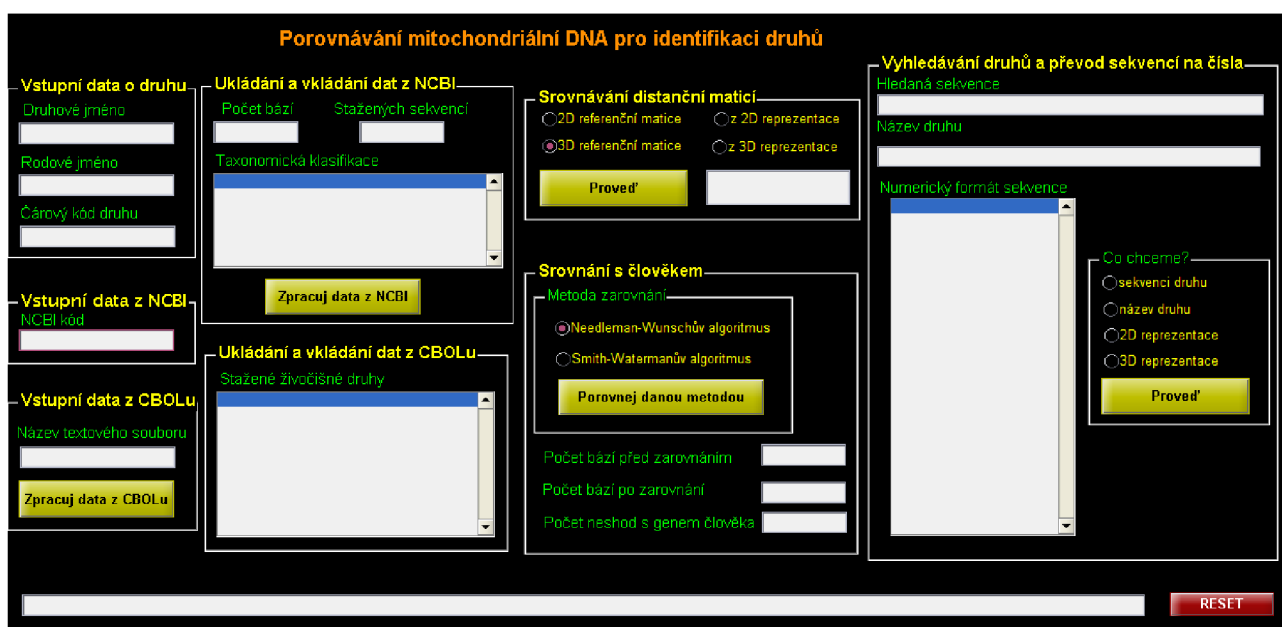 Porovnávání mitochondriální DNA pro identifikaci druhů
Vstupní data o druhu
Druhové jméno
Rodové jméno
Čárový kód druhu
Vstupní data z NCBI
NCBI kód
Vstupní data z CBOLu
Název textového souboru
Zpracuj data z CBOLu
Ukládání a vkládání dat z NCBI
Počet bází Stažených sekvencí
Taxonomická klasifikace
Zpracuj data z NCBI
Ukládání a vkládání dat z CBOLu
Stažené živočišné druhy
Srovnávání distanční maticí
2D referenční matice z 2D reprezentace
3D referenční matice z 3D reprezentace
Proveď
Srovnání s člověkem
Metoda zarovnání
Needleman-Wunschův algoritmus
Smith-Watermanův algoritmus
Porovnej danou metodou
Počet bází před zarovnáním
Počet bází po zarovnání
Počet neshod s genem člověka
Vyhledávání druhů a převod sekvencí na čísla
Hledaná sekvence
Název druhu
Numerický formát sekvence
Co chceme?
sekvenci druhu
název druhu
2D reprezentace
3D reprezentace
Proveď
RESET